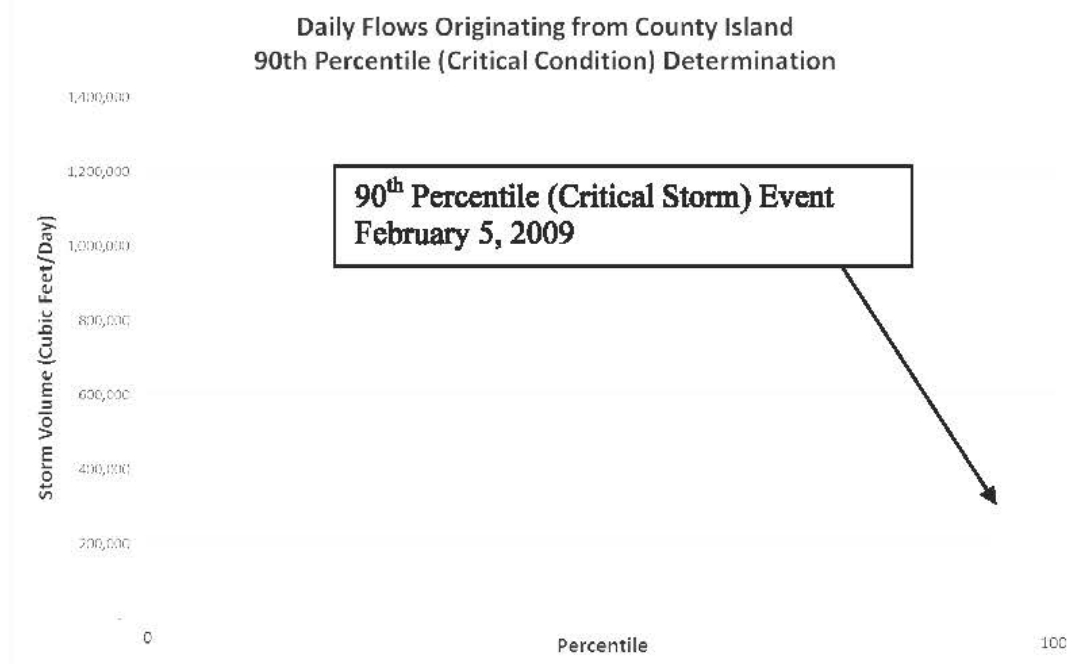 Daily Flows Originating from County Island
90th Percentile (Critical Condition) Determination
1,400,000
1,200,000
90th Percentile (Critical Storm) Event
February 5, 2009
1,000,000
800,000
600,000
400,000
200,000
-
Storm Volume (Cubic Feet/Day)
0
Percentile
100